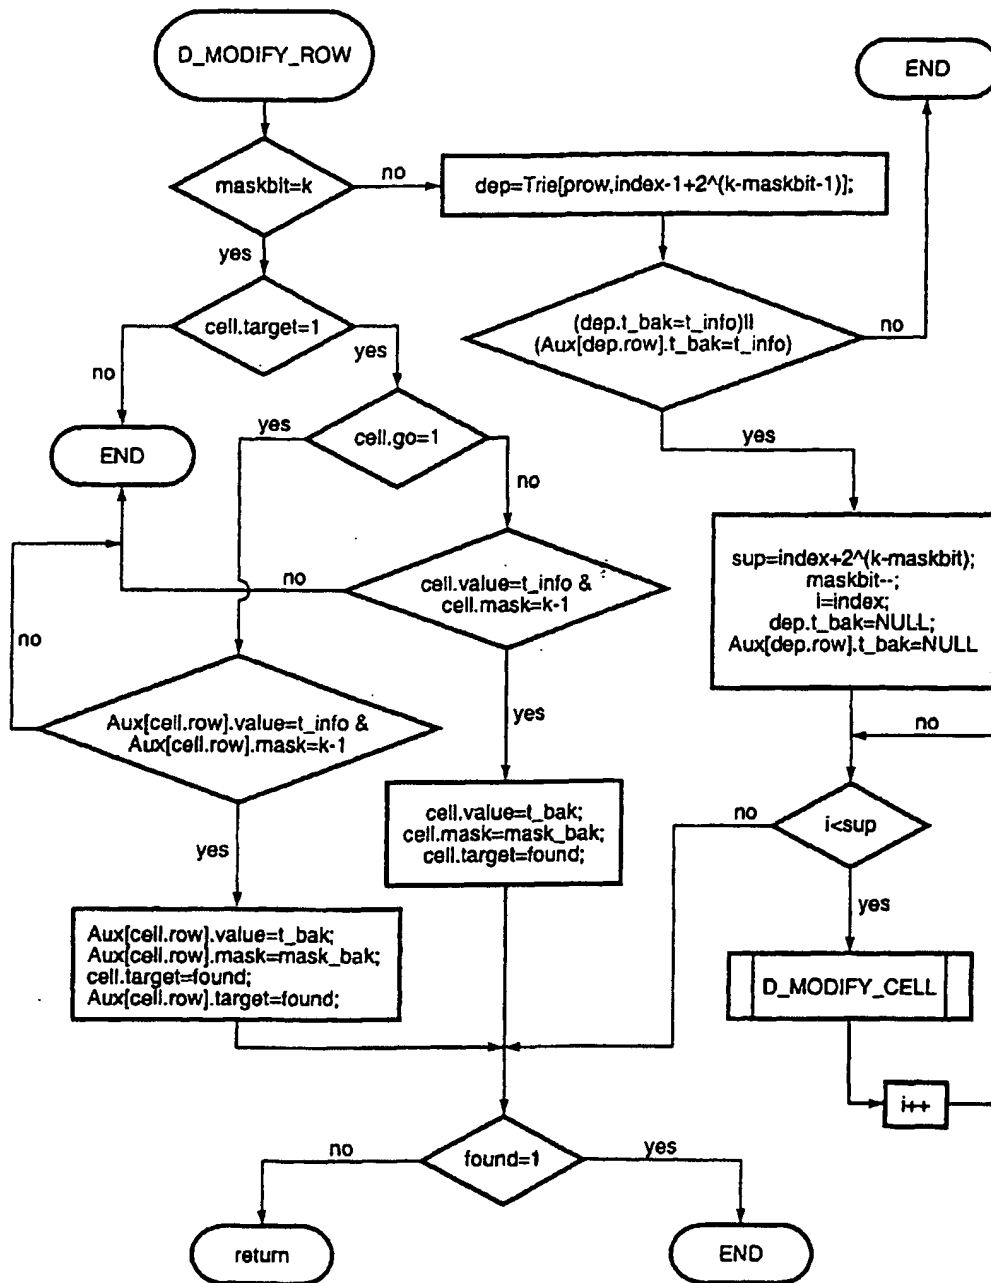 D_MODIFY_ROW
END
maskbit=k
no
dep=Trie[prow,index-1+2^(k-maskbit-1)];
yes
cell.target=1
(dep.t_bak=t_info)||
(Aux[dep.row].t_bak=t_info)
no
yes
no
yes
cell.go=1
yes
END
no
sup=index+2^(k-maskbit);
maskbit--;
i=index;
dep.t_bak=NULL;
Aux[dep.row].t_bak=NULL
cell.value=t_info &
cell.mask=k-1
no
no
yes
Aux[cell.row].value=t_info &
Aux[cell.row].mask=k-1
no
cell.value=t_bak;
cell.mask=mask_bak;
cell.target=found;
no
i<sup
yes
yes
Aux[cell.row].value=t_bak;
Aux[cell.row].mask=mask_bak;
cell.target=found;
Aux[cell.row].target=found;
D_MODIFY_CELL
i++
no
found=1
yes
return
END